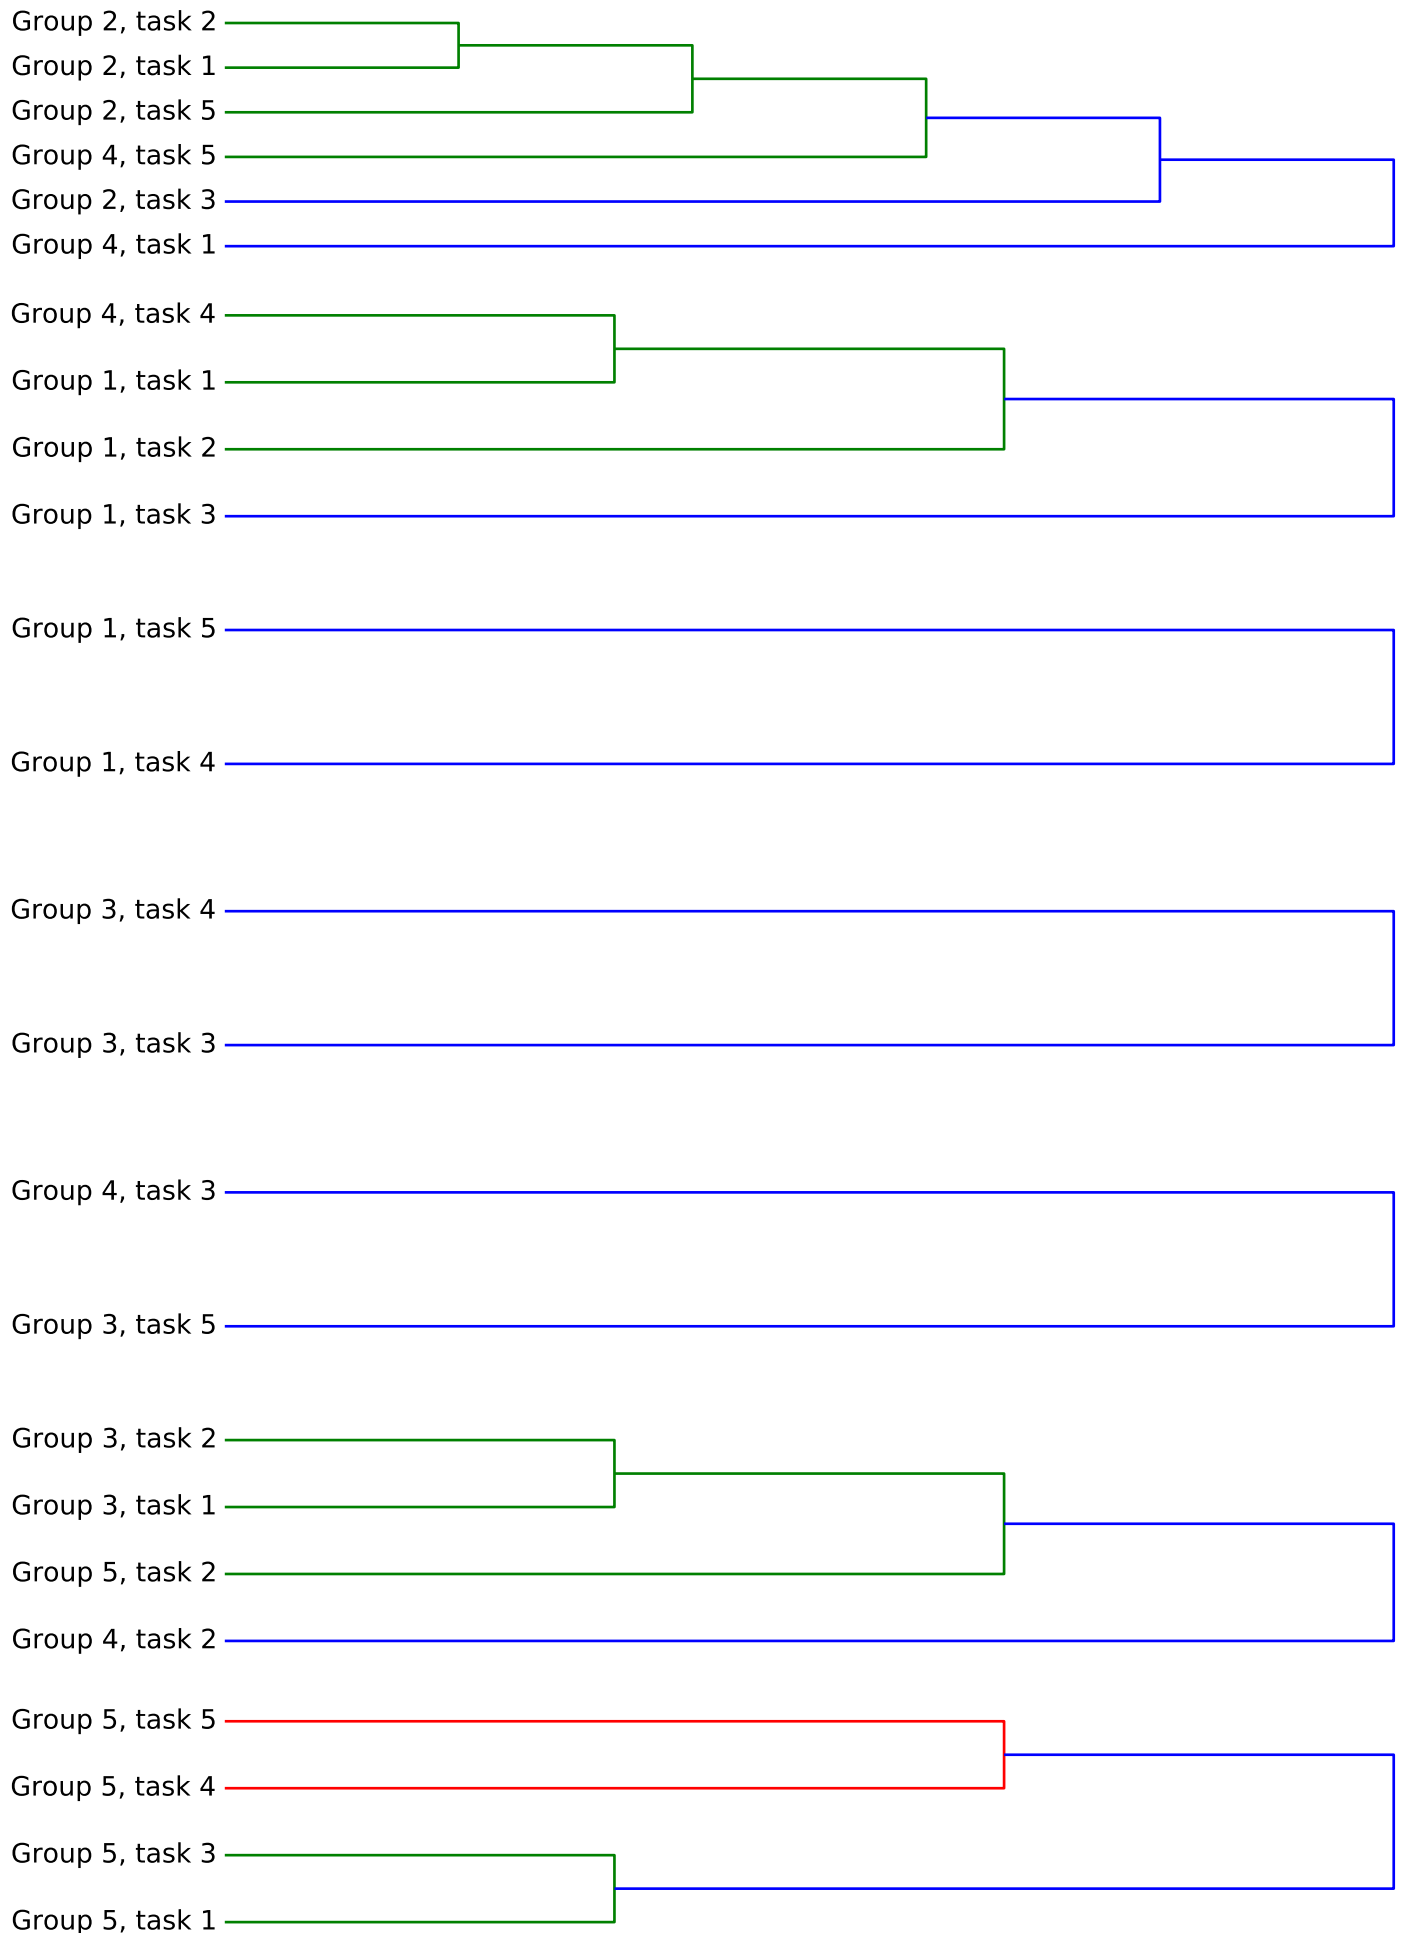 Group 2, task 2
Group 2, task 1
Group 2, task 5
Group 4, task 5
Group 2, task 3
Group 4, task 1
Group 4, task 4
Group 1, task 1
Group 1, task 2
Group 1, task 3
Group 1, task 5
Group 1, task 4
Group 3, task 4
Group 3, task 3
Group 4, task 3
Group 3, task 5
Group 3, task 2
Group 3, task 1
Group 5, task 2
Group 4, task 2
Group 5, task 5
Group 5, task 4
Group 5, task 3
Group 5, task 1